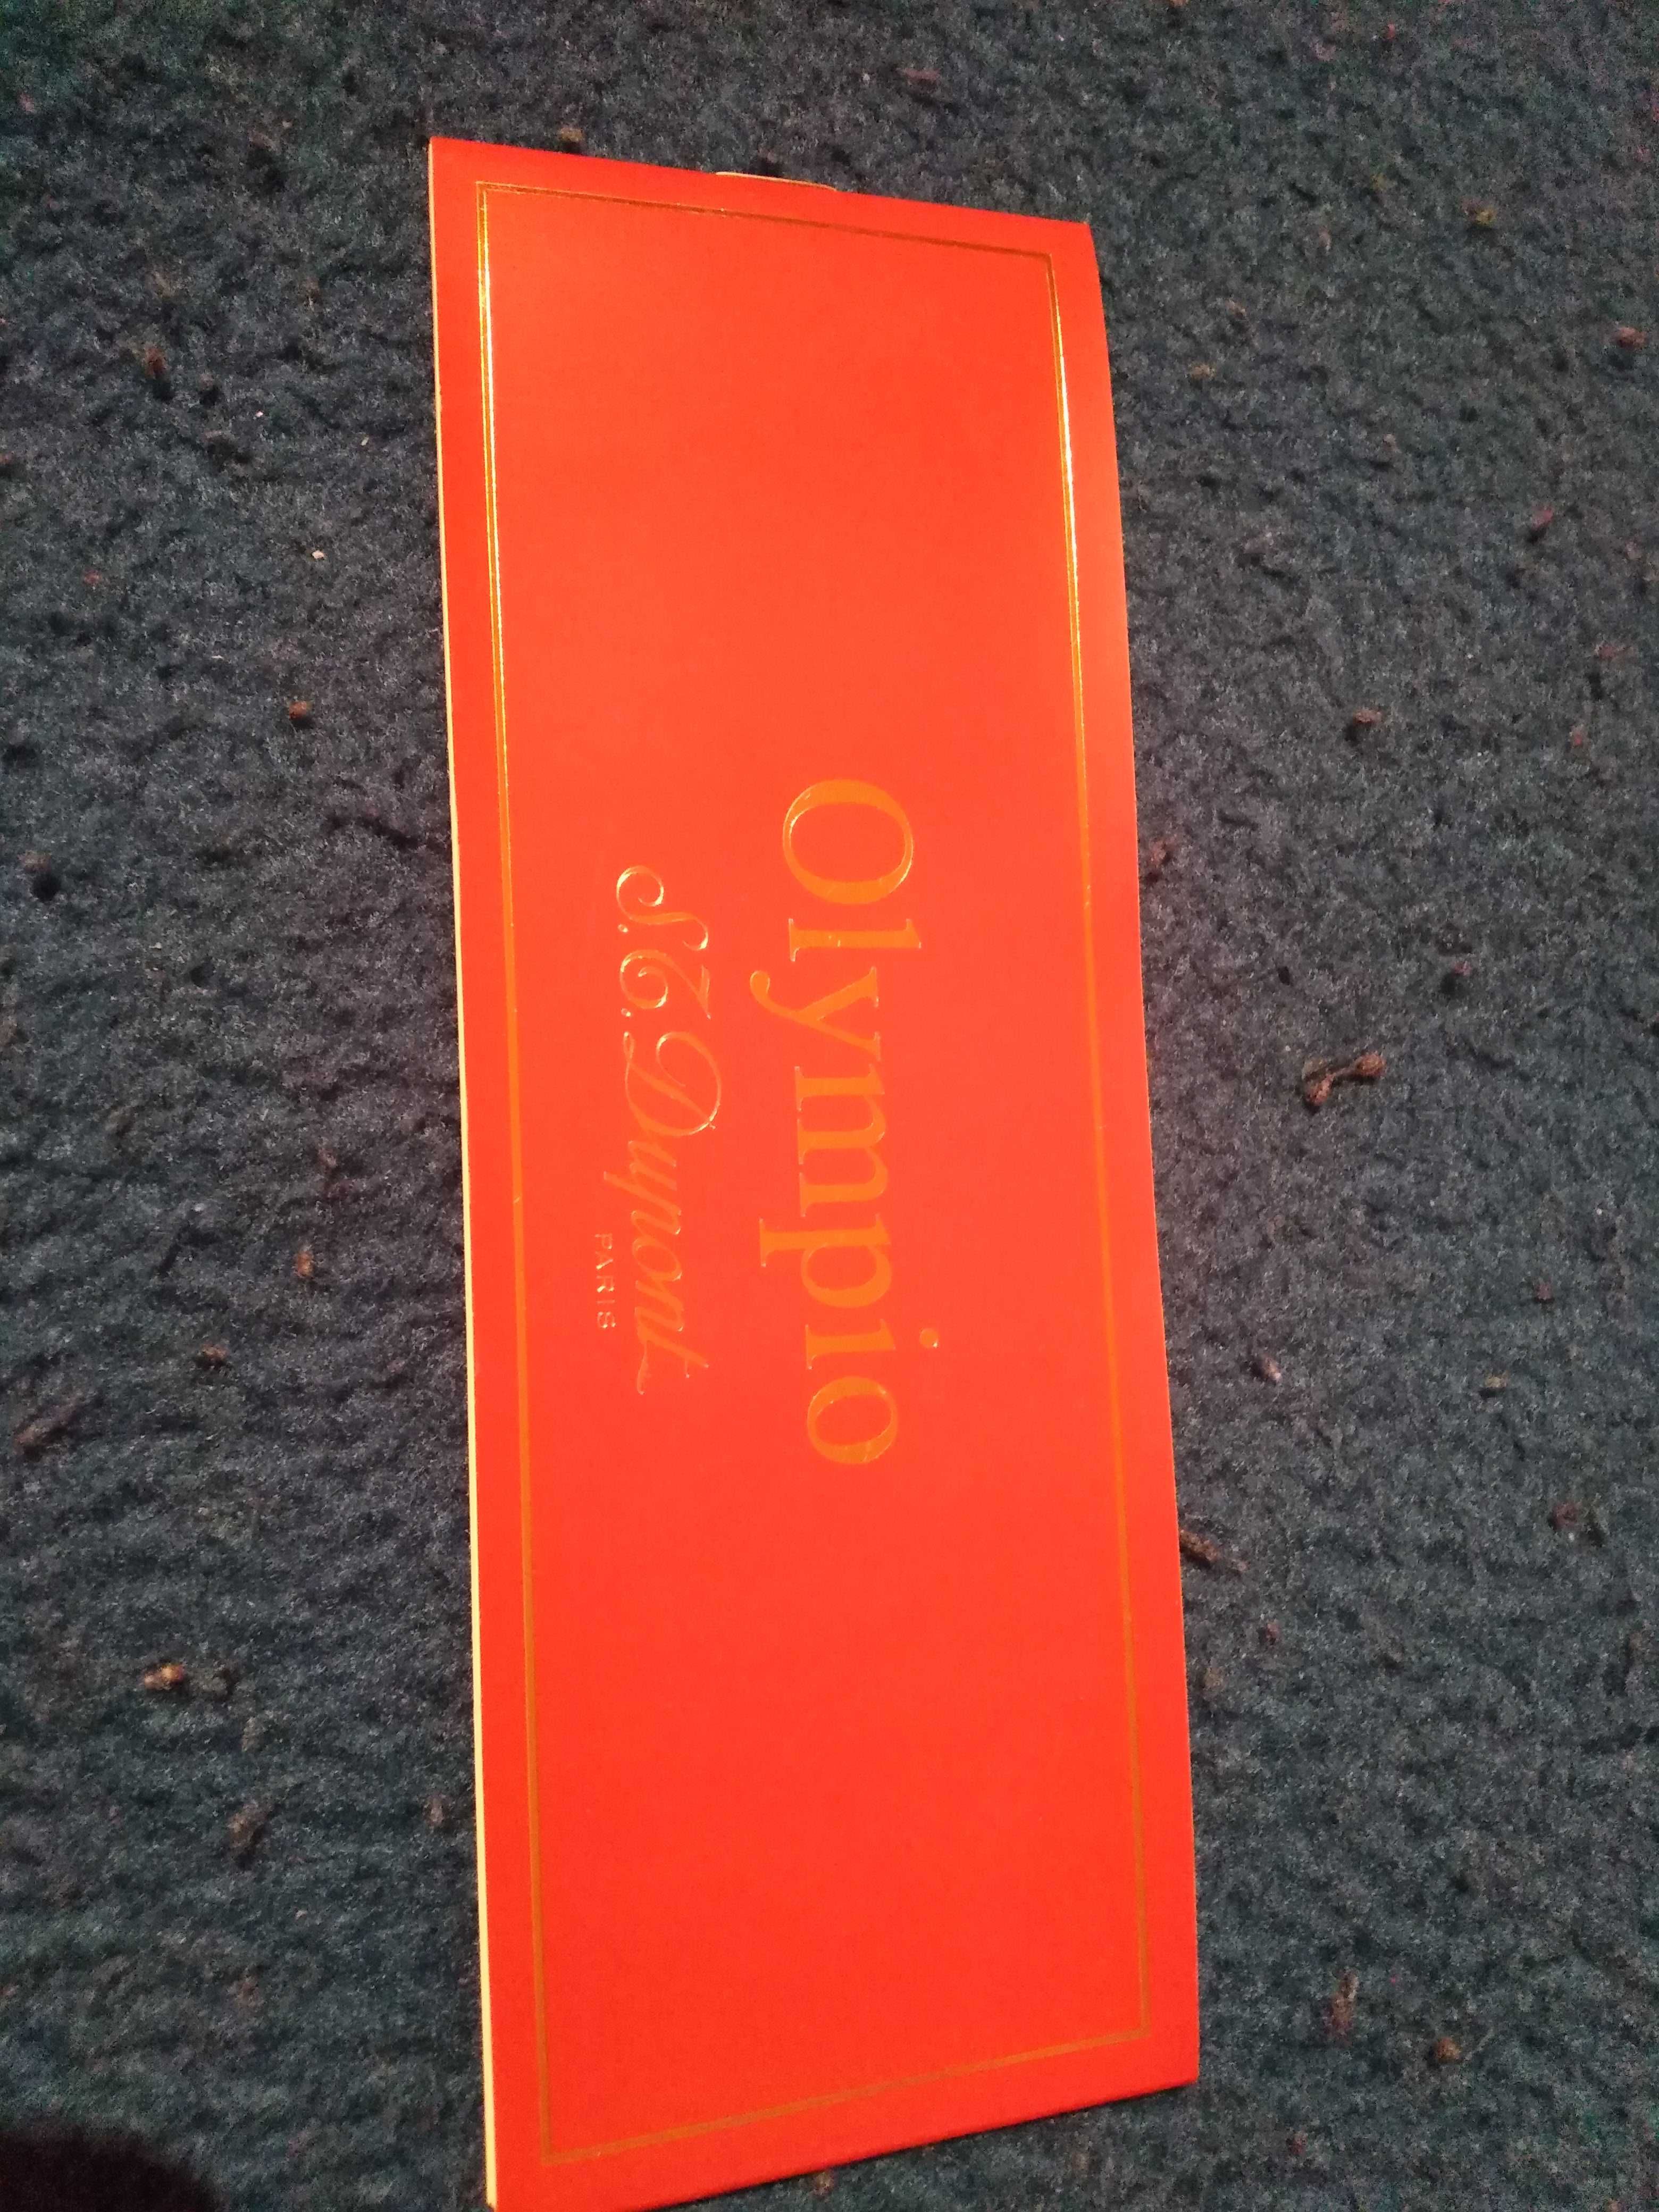 Olympio
S.T. Dupont
PARIS